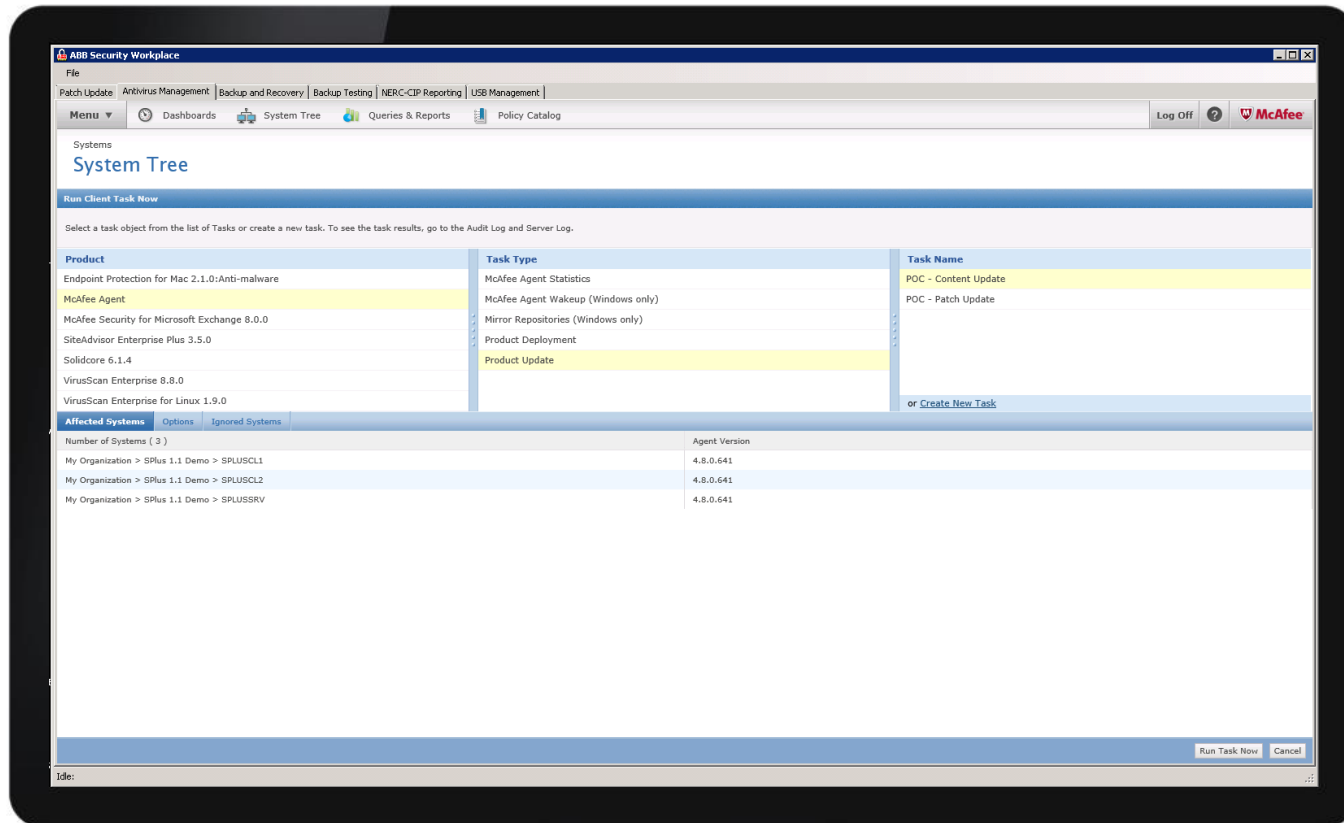 ABB Security Workplace
File
Patch Update Antivirus Management Backup and Recovery Backup Testing NERC-CIP Reporting USB Management
Menu Dashboards System Tree Queries & Reports Policy Catalog Log Off ? McAfee
Systems
System Tree
Run Client Task Now
Select a task object from the list of Tasks or create a new task. To see the task results, go to the Audit Log and Server Log.
Product Task Type Task Name
Endpoint Protection for Mac 2.1.0:Anti-malware McAfee Agent Statistics POC - Content Update
McAfee Agent McAfee Agent Wakeup (Windows only) POC - Patch Update
McAfee Security for Microsoft Exchange 8.0.0 Mirror Repositories (Windows only)
SiteAdvisor Enterprise Plus 3.5.0 Product Deployment
Solidcore 6.1.4 Product Update
VirusScan Enterprise 8.8.0
VirusScan Enterprise for Linux 1.9.0 or Create New Task
Affected Systems Options Ignored Systems
Number of Systems ( 3 ) Agent Version
My Organization > SPlus 1.1 Demo > SPLUSCL1 4.8.0.641
My Organization > SPlus 1.1 Demo > SPLUSCL2 4.8.0.641
My Organization > SPlus 1.1 Demo > SPLUSSRV 4.8.0.641
Run Task Now Cancel
Idle: